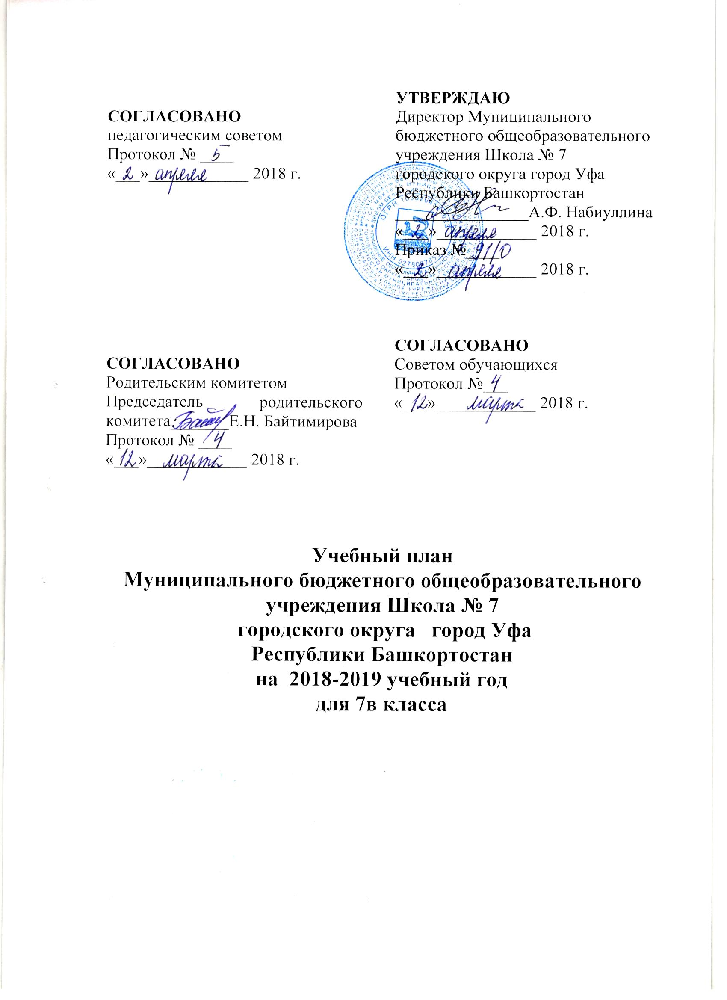 СОГЛАСОВАНО
педагогическим советом
Протокол № 5
«2» апреля 2018 г.
УТВЕРЖДАЮ
Директор Муниципального
бюджетного общеобразовательного
учреждения Школа № 7
городского округа город Уфа
Республики Башкортостан
А.Ф. Набиуллина
«2» апреля 2018 г.
Приказ № 91/О
«2» апреля 2018 г.
СОГЛАСОВАНО
Родительским комитетом
Председатель родительского
комитета Е.Н. Байтимирова
Протокол № 4
«12» марта 2018 г.
СОГЛАСОВАНО
Советом обучающихся
Протокол № 4
«12» марта 2018 г.
Учебный план
Муниципального бюджетного общеобразовательного
учреждения Школа № 7
городского округа город Уфа
Республики Башкортостан
на 2018-2019 учебный год
для 7в класса